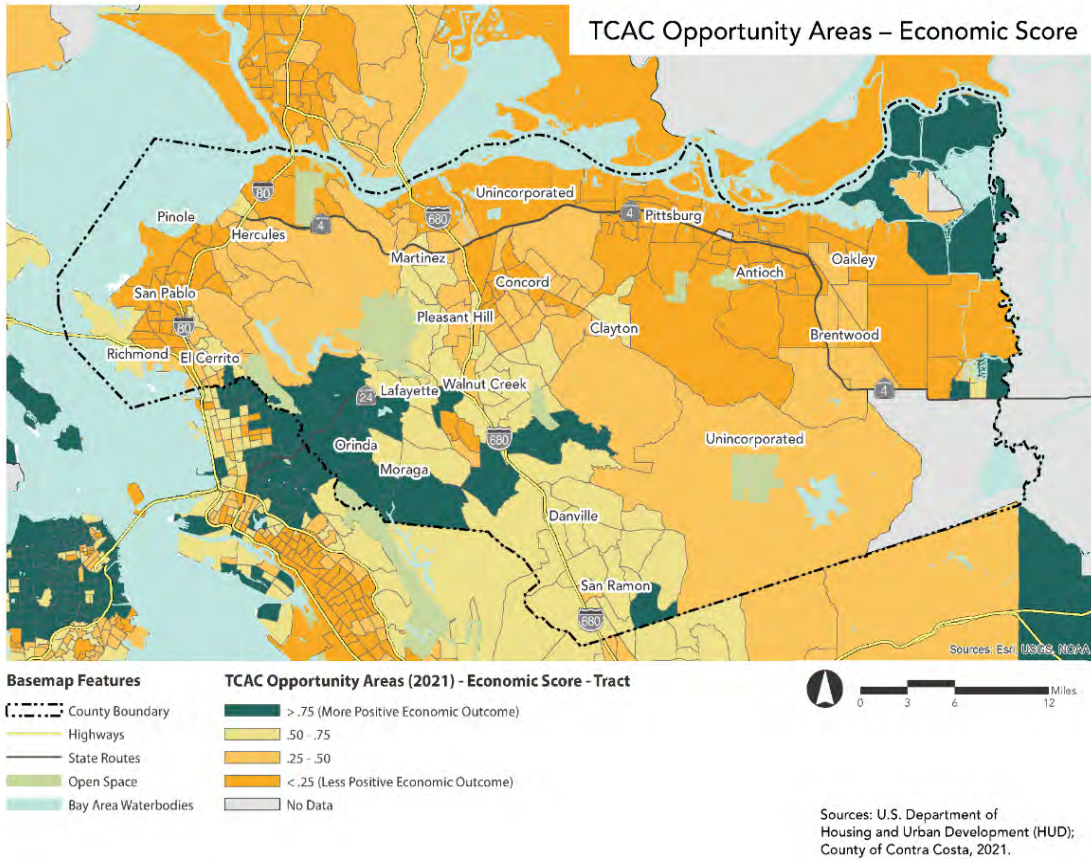 TCAC Opportunity Areas – Economic Score
80
Unincorporated
Pinole
680
4
Pittsburg
Hercules
4
Martinez
Oakley
Antioch
Concord
San Pablo
Pleasant Hill
80
Clayton
Brentwood
Richmond
El Cerrito
Walnut Creek
Lafayette
24
4
Orinda
680
Unincorporated
Moraga
Danville
San Ramon
680
Sources: Esri, USGS, NOAA
Basemap Features
County Boundary
Highways
State Routes
Open Space
Bay Area Waterbodies
TCAC Opportunity Areas (2021) - Economic Score - Tract
> .75 (More Positive Economic Outcome)
.50 - .75
.25 - .50
< .25 (Less Positive Economic Outcome)
No Data
Miles
0 3 6 12
Sources: U.S. Department of
Housing and Urban Development (HUD);
County of Contra Costa, 2021.